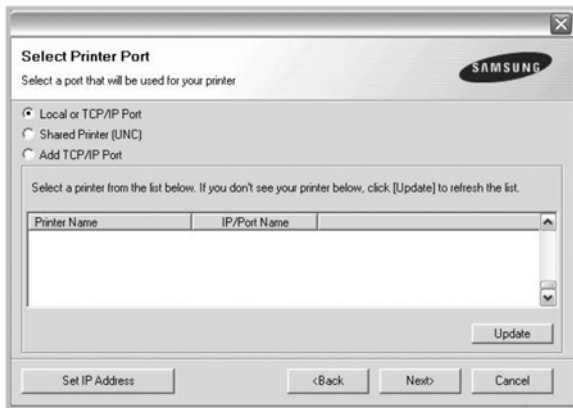 Select Printer Port
Select a port that will be used for your printer
SAMSUNG
Local or TCP/IP Port
Shared Printer (UNC)
Add TCP/IP Port
Select a printer from the list below. If you don't see your printer below, click [Update] to refresh the list.
Printer Name IP/Port Name
Update
Set IP Address <Back Next> Cancel